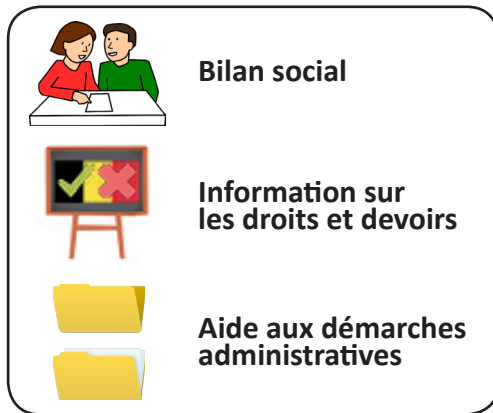 Bilan social
Information sur
les droits et devoirs
Aide aux démarches
administratives